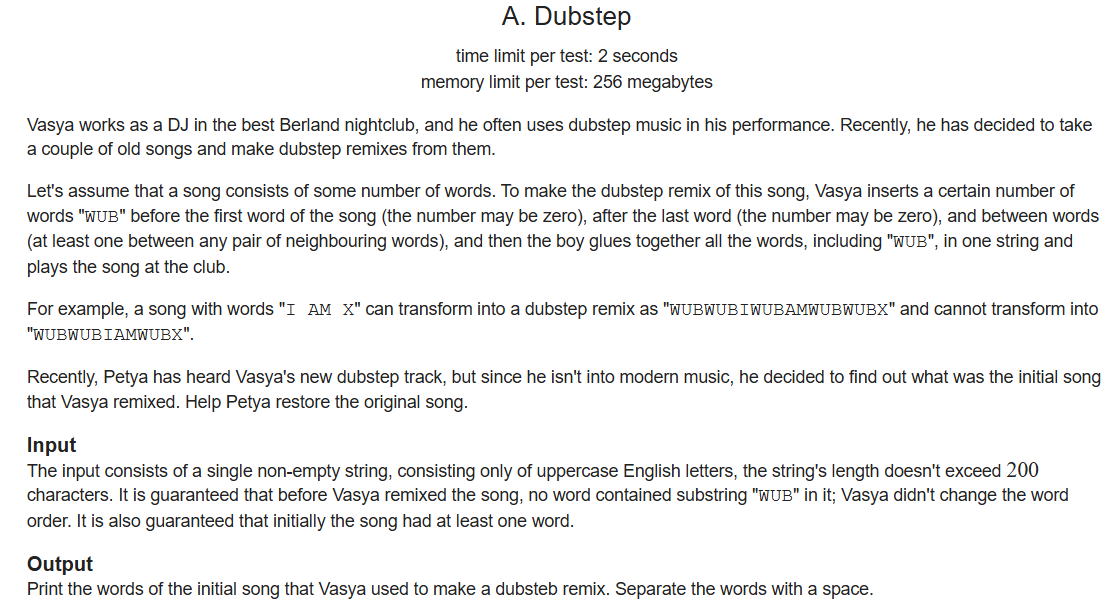 A. Dubstep
time limit per test: 2 seconds
memory limit per test: 256 megabytes
Vasya works as a DJ in the best Berland nightclub, and he often uses dubstep music in his performance. Recently, he has decided to take
a couple of old songs and make dubstep remixes from them.
Let's assume that a song consists of some number of words. To make the dubstep remix of this song, Vasya inserts a certain number of
words "WUB" before the first word of the song (the number may be zero), after the last word (the number may be zero), and between words
(at least one between any pair of neighbouring words), and then the boy glues together all the words, including "WUB", in one string and
plays the song at the club.
For example, a song with words "I AM X" can transform into a dubstep remix as "WUBWUBIWUBAMWUBWUBX" and cannot transform into
"WUBWUBIAMWUBX".
Recently, Petya has heard Vasya's new dubstep track, but since he isn't into modern music, he decided to find out what was the initial song
that Vasya remixed. Help Petya restore the original song.
Input
The input consists of a single non-empty string, consisting only of uppercase English letters, the string's length doesn't exceed 200
characters. It is guaranteed that before Vasya remixed the song, no word contained substring "WUB" in it; Vasya didn't change the word
order. It is also guaranteed that initially the song had at least one word.
Output
Print the words of the initial song that Vasya used to make a dubsteb remix. Separate the words with a space.